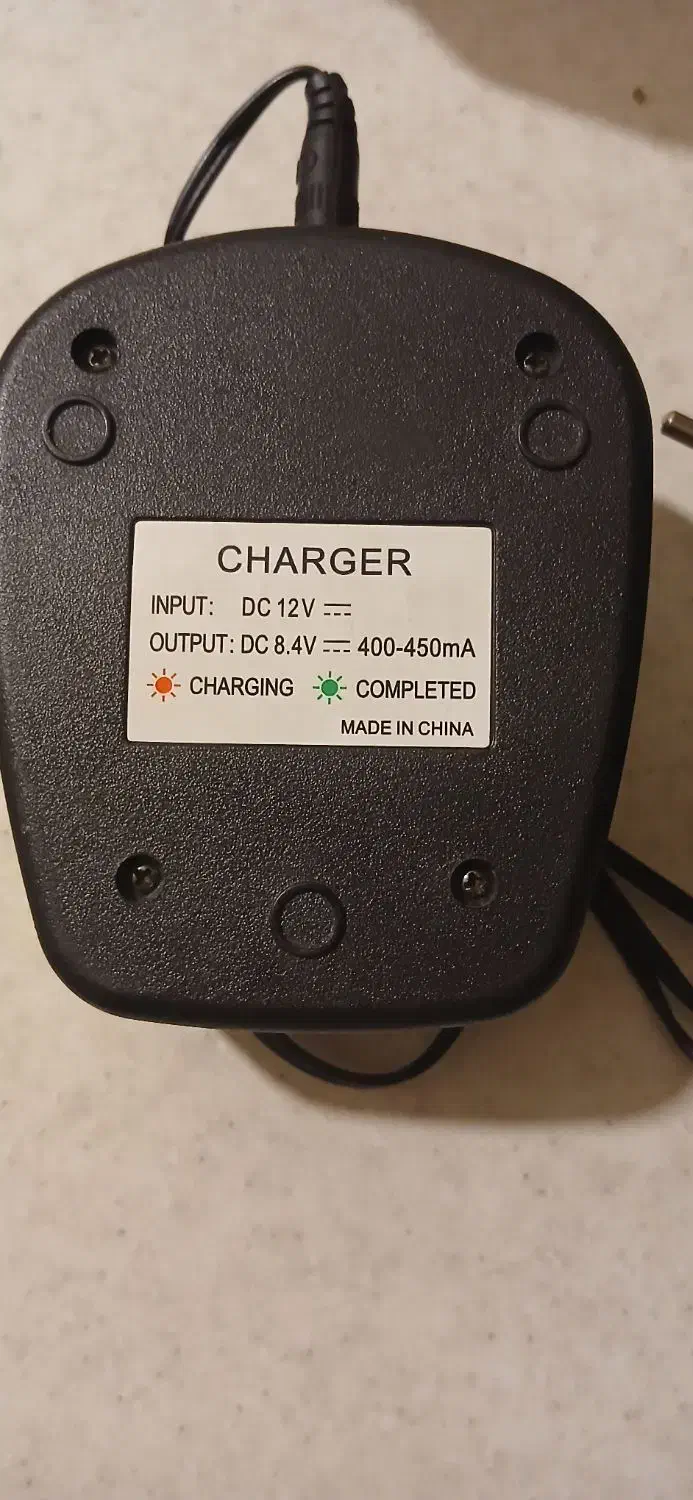 CHARGER
INPUT: DC 12V ⎓
OUTPUT: DC 8.4V ⎓ 400-450mA
CHARGING COMPLETED
MADE IN CHINA